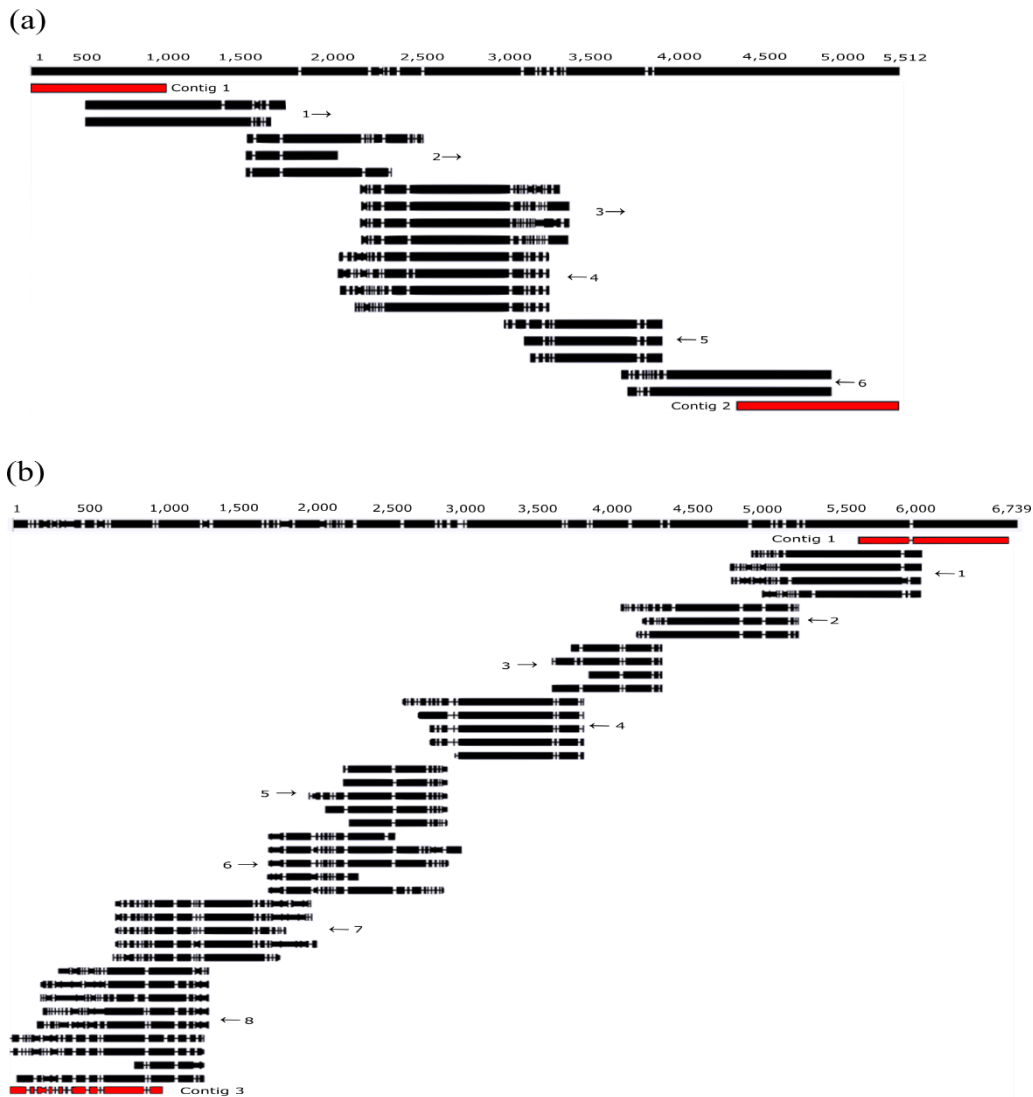 (a)
1 500 1,000 1,500 2,000 2,500 3,000 3,500 4,000 4,500 5,000 5,512
Contig 1
1→
2→
3→
←4
←5
←6
Contig 2
(b)
1 500 1,000 1,500 2,000 2,500 3,000 3,500 4,000 4,500 5,000 5,500 6,000 6,739
Contig 1
←1
←2
3 →
←4
5 →
6 →
←7
←8
Contig 3